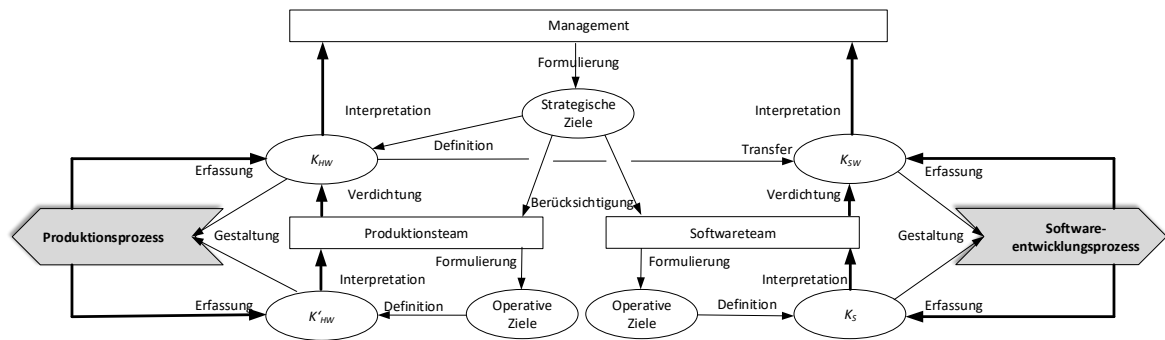 Management
Formulierung
Interpretation
Strategische
Ziele
Interpretation
Definition
Transfer
Erfassung
K_HW
K_SW
Erfassung
Verdichtung
Verdichtung
Berücksichtigung
Produktionsprozess
Gestaltung
Produktionsteam
Softwareteam
Gestaltung
Software-
entwicklungsprozess
Formulierung
Formulierung
Interpretation
Interpretation
Erfassung
K'_HW
Definition
Operative
Ziele
Operative
Ziele
Definition
K_S
Erfassung